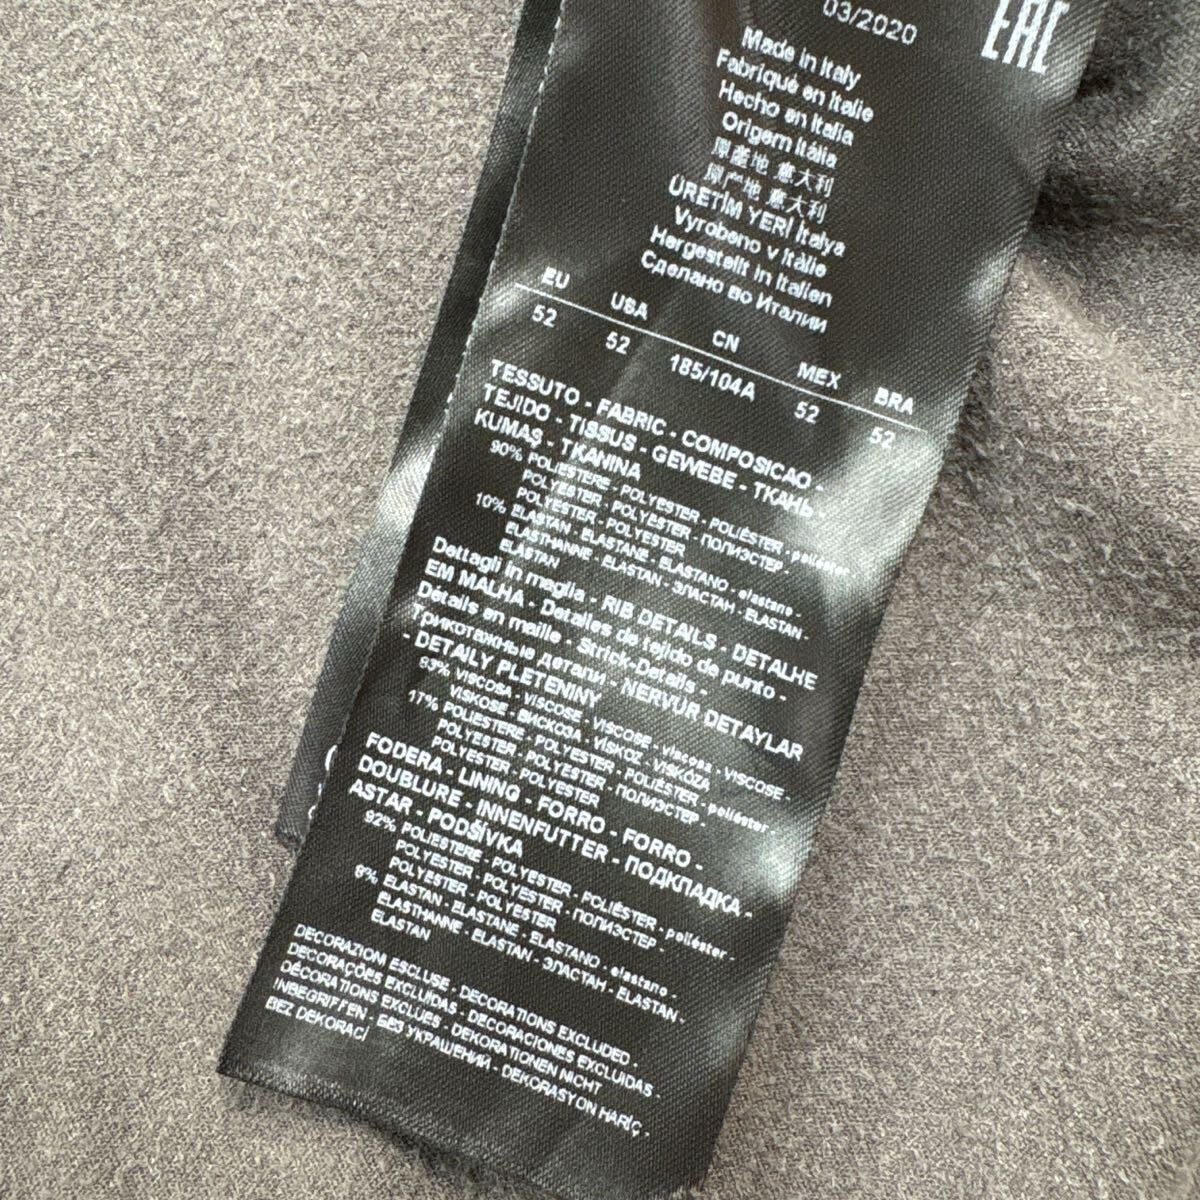 03/2020
EAC
Made in Italy
Fabriqué en Italie
Hecho en Italia
Origem Itália
原產地 意大利
原产地 意大利
ÜRETİM YERİ İtalya
Vyrobeno v Itálie
Hergestellt in Italien
Сделано во Италии
EU USA CN MEX BRA
52 52 185/104A 52 52
TESSUTO - FABRIC - COMPOSICAO -
TEJIDO - TISSUS - GEWEBE - ТКАНЬ -
KUMAŞ - TKANINA
90% POLIESTERE - POLYESTER - POLIÉSTER - poliéster -
POLYESTER - POLYESTER - ПОЛИЭСТЕР -
POLYESTER - POLYESTER
10% ELASTAN - ELASTANE - ELASTANO - elastano -
ELASTHANNE - ELASTAN - ЭЛАСТАН - ELASTAN -
ELASTAN
Dettagli in maglia - RIB DETAILS - DETALHE
EM MALHA - Detalles de tejido de punto -
Détails en maille - Strick-Details -
Трикотажные детали - NERVÜR DETAYLAR
- DETAILY PLETENINY
83% VISCOSA - VISCOSE - VISCOSE - viscosa - VISCOSE -
VISKOSE - ВИСКОЗА - VISKOZ - VISKÓZA
17% POLIESTERE - POLYESTER - POLIÉSTER - poliéster -
POLYESTER - POLYESTER - ПОЛИЭСТЕР -
POLYESTER - POLYESTER
FODERA - LINING - FORRO - FORRO -
DOUBLURE - INNENFUTTER - ПОДКЛАДКА -
ASTAR - PODŠÍVKA
92% POLIESTERE - POLYESTER - POLIÉSTER - poliéster -
POLYESTER - POLYESTER - ПОЛИЭСТЕР -
POLYESTER - POLYESTER
8% ELASTAN - ELASTANE - ELASTANO - elastano -
ELASTHANNE - ELASTAN - ЭЛАСТАН - ELASTAN -
ELASTAN
DECORAZIONI ESCLUSE - DECORATIONS EXCLUDED -
DECORAÇÕES EXCLUIDAS - DECORACIONES EXCLUIDAS -
DÉCORATIONS EXCLUES - DEKORATIONEN NICHT
INBEGRIFFEN - БЕЗ УКРАШЕНИЙ - DEKORASYON HARİÇ -
BEZ DEKORACÍ